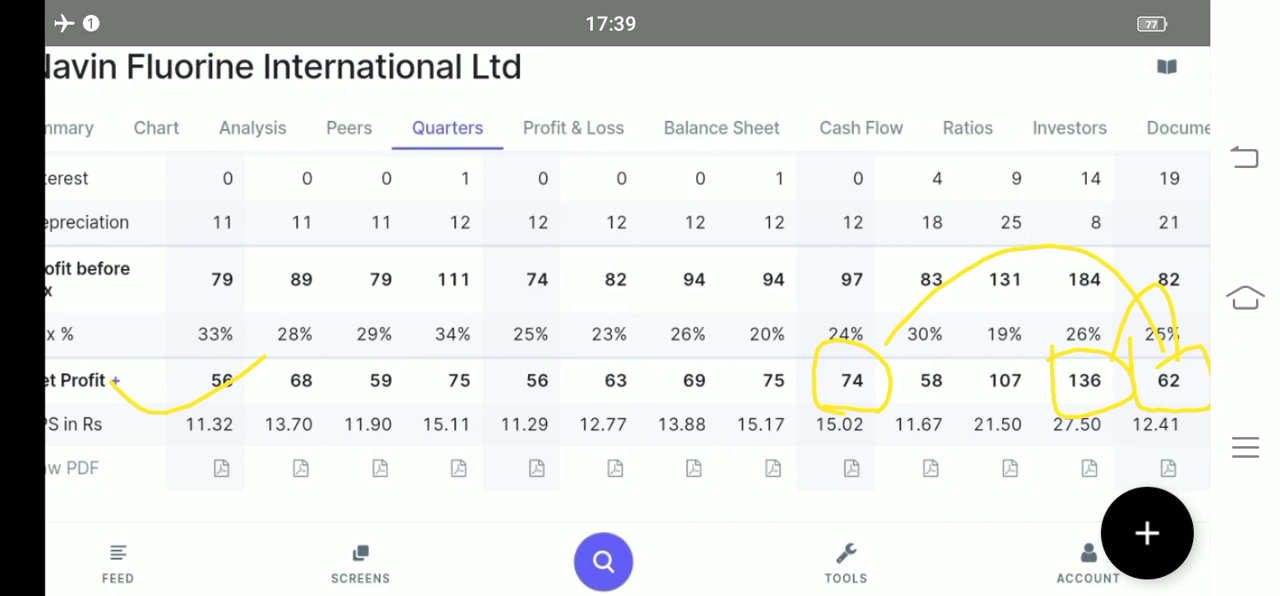 1 17:39 77
Navin Fluorine International Ltd
mmary Chart Analysis Peers Quarters Profit & Loss Balance Sheet Cash Flow Ratios Investors Docume
terest 0 0 0 1 0 0 0 1 0 4 9 14 19
epreciation 11 11 11 12 12 12 12 12 12 18 25 8 21
ofit before
x 79 89 79 111 74 82 94 94 97 83 131 184 82
x % 33% 28% 29% 34% 25% 23% 26% 20% 24% 30% 19% 26% 25%
et Profit + 56 68 59 75 56 63 69 75 74 58 107 136 62
PS in Rs 11.32 13.70 11.90 15.11 11.29 12.77 13.88 15.17 15.02 11.67 21.50 27.50 12.41
aw PDF
FEED SCREENS TOOLS ACCOUNT